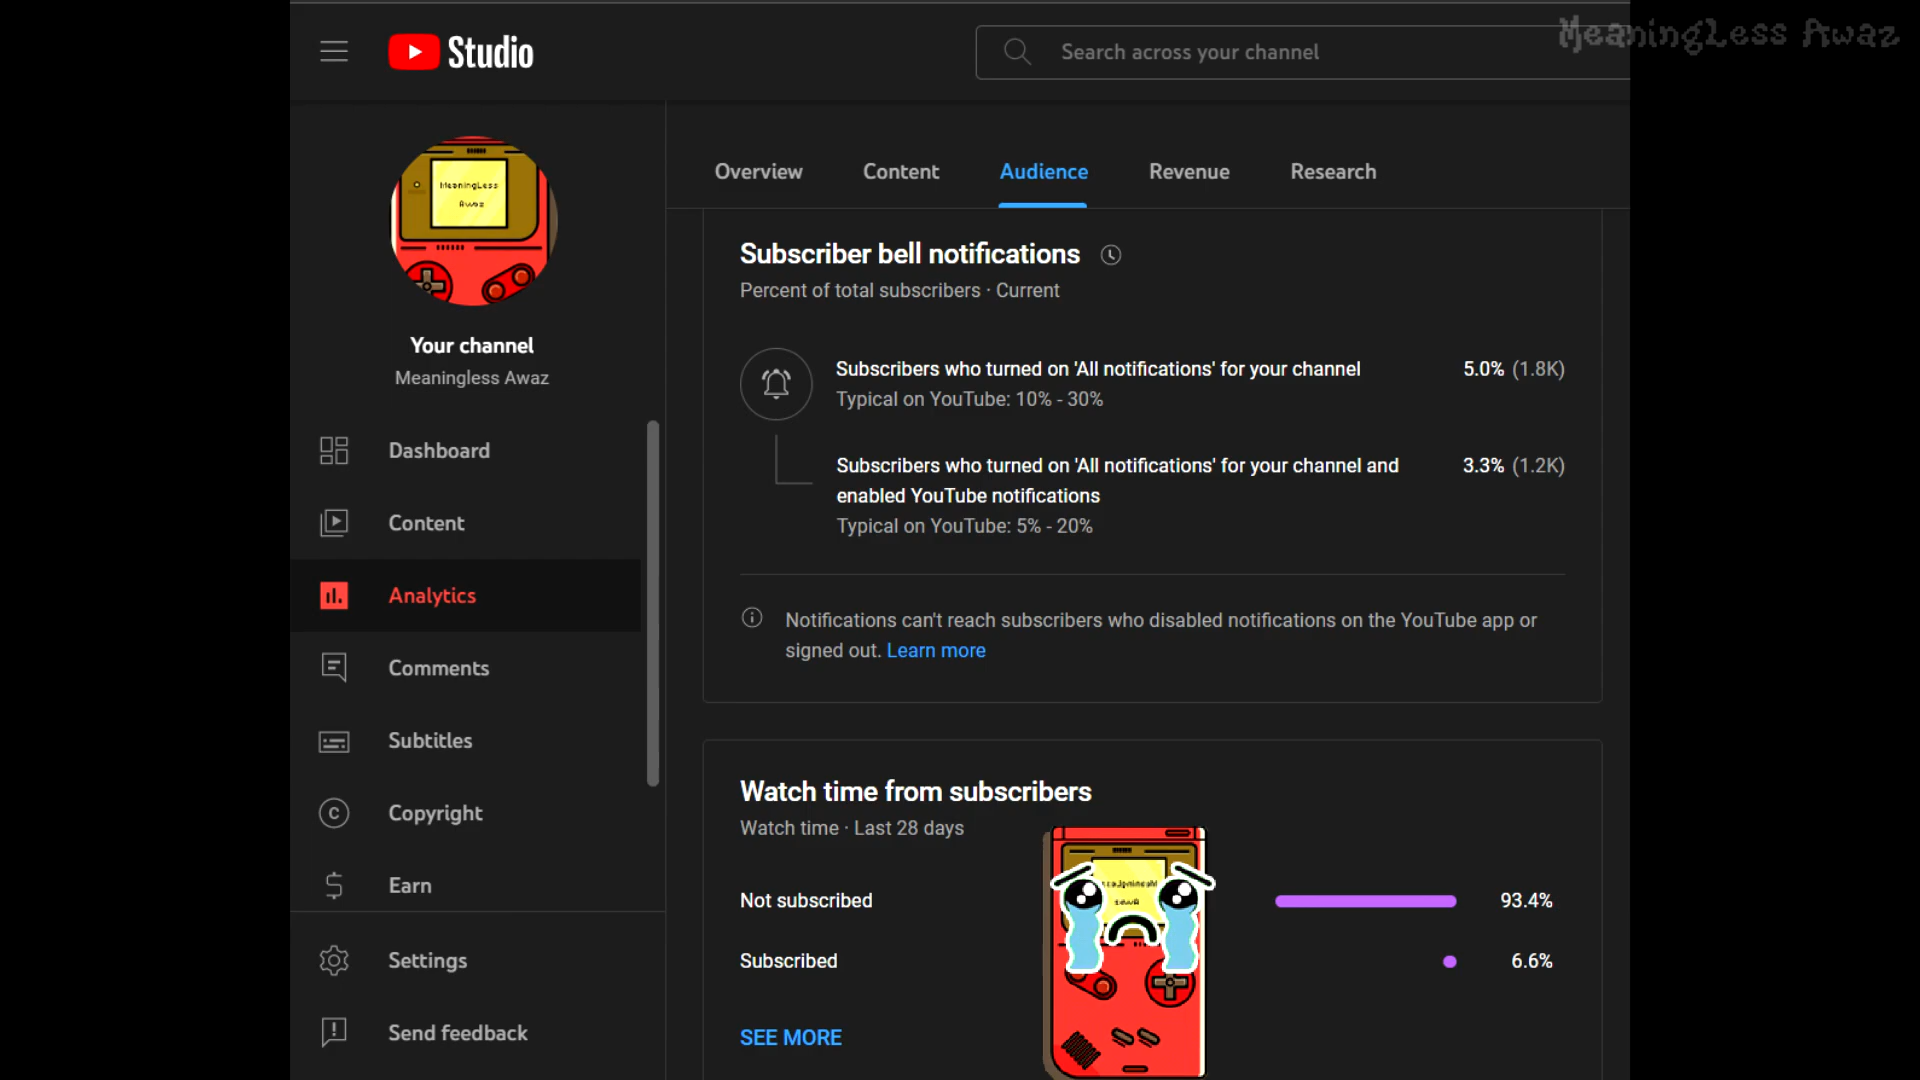 Studio
Search across your channel
MeaningLess Awaz
MeaningLess
Awaz
Your channel
Meaningless Awaz
Dashboard
Content
Analytics
Comments
Subtitles
Copyright
Earn
Settings
Send feedback
Overview
Content
Audience
Revenue
Research
Subscriber bell notifications
Percent of total subscribers · Current
Subscribers who turned on 'All notifications' for your channel
5.0% (1.8K)
Typical on YouTube: 10% - 30%
Subscribers who turned on 'All notifications' for your channel and
3.3% (1.2K)
enabled YouTube notifications
Typical on YouTube: 5% - 20%
Notifications can't reach subscribers who disabled notifications on the YouTube app or
signed out. Learn more
Watch time from subscribers
Watch time · Last 28 days
Not subscribed
93.4%
Subscribed
6.6%
SEE MORE